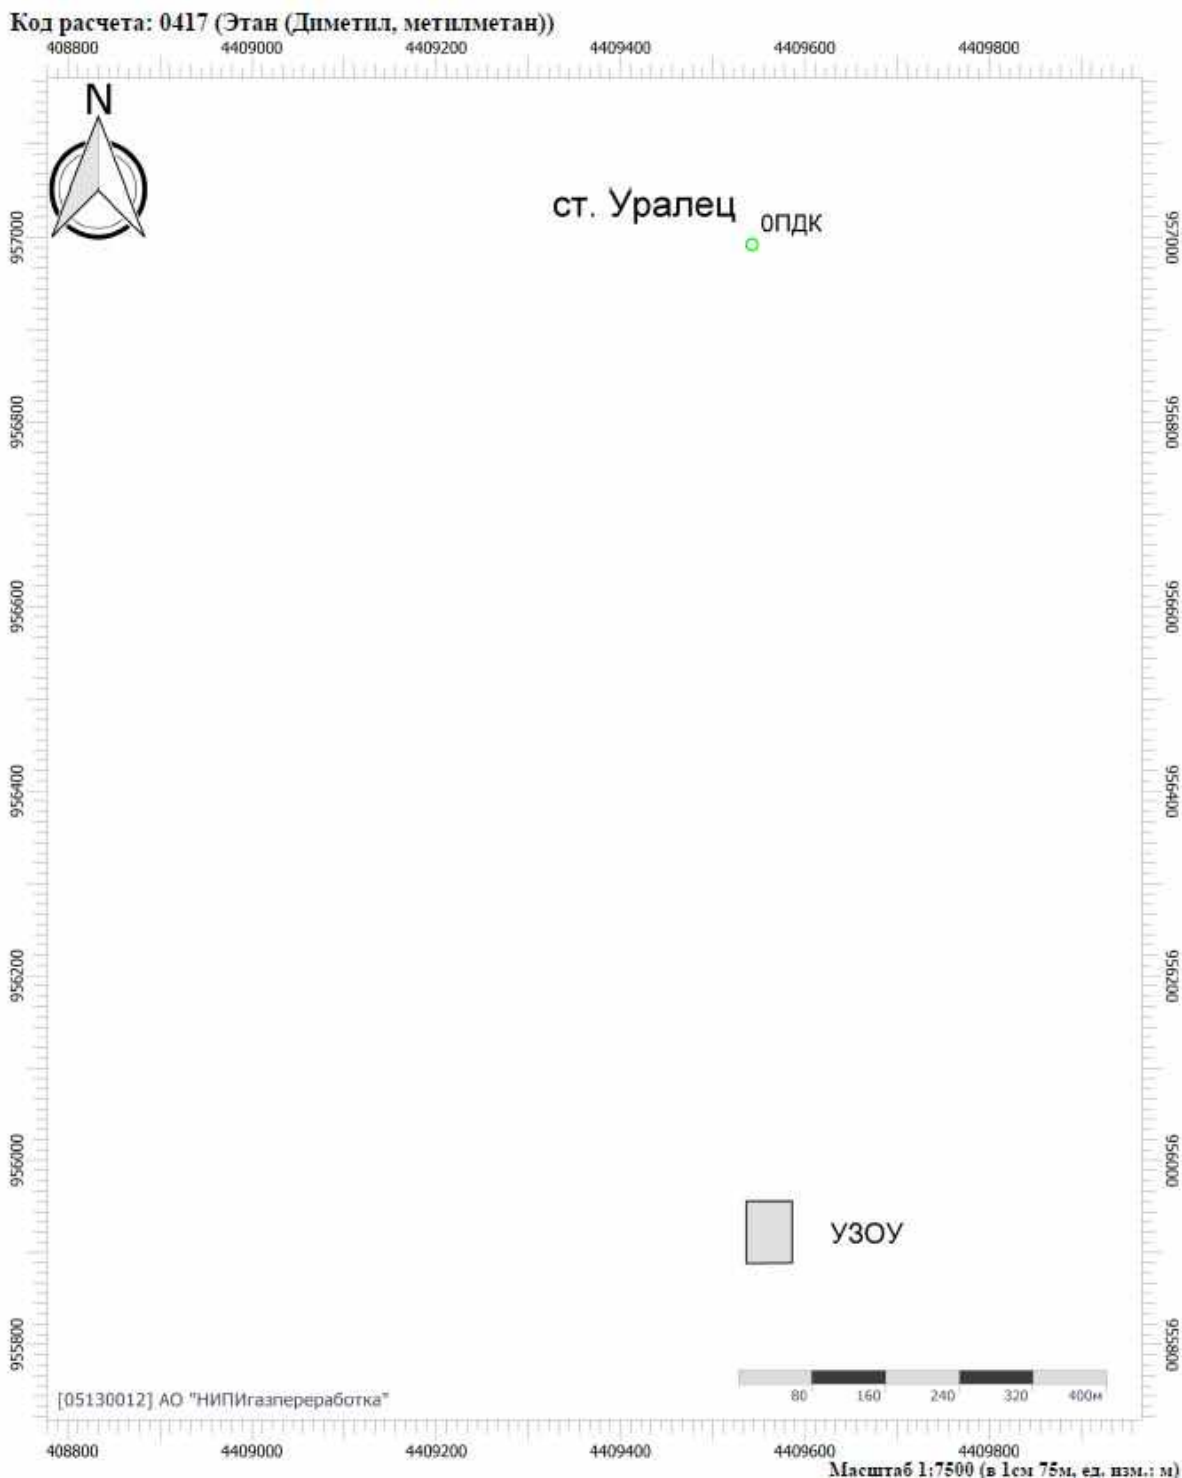 Код расчета: 0417 (Этан (Диметил, метилметан))
408800 4409000 4409200 4409400 4409600 4409800
N
ст. Уралец
0ПДК
957000 957000
956800 956800
956600 956600
956400 956400
956200 956200
956000 956000
УЗОУ
955800 955800
80 160 240 320 400м
[05130012] АО "НИПИгазпереработка"
408800 4409000 4409200 4409400 4409600 4409800
Масштаб 1:7500 (в 1см 75м, ед. изм.: м)